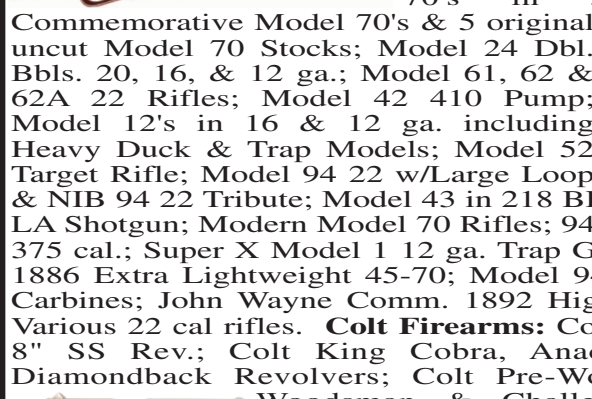 Commemorative Model 70's & 5 original
uncut Model 70 Stocks; Model 24 Dbl.
Bbls. 20, 16, & 12 ga.; Model 61, 62 &
62A 22 Rifles; Model 42 410 Pump;
Model 12's in 16 & 12 ga. including
Heavy Duck & Trap Models; Model 52
Target Rifle; Model 94 22 w/Large Loop
& NIB 94 22 Tribute; Model 43 in 218
LA Shotgun; Modern Model 70 Rifles; 94
375 cal.; Super X Model 1 12 ga. Trap
1886 Extra Lightweight 45-70; Model
Carbines; John Wayne Comm. 1892
Various 22 cal rifles. Colt Firearms:
8" SS Rev.; Colt King Cobra,
Diamondback Revolvers; Colt